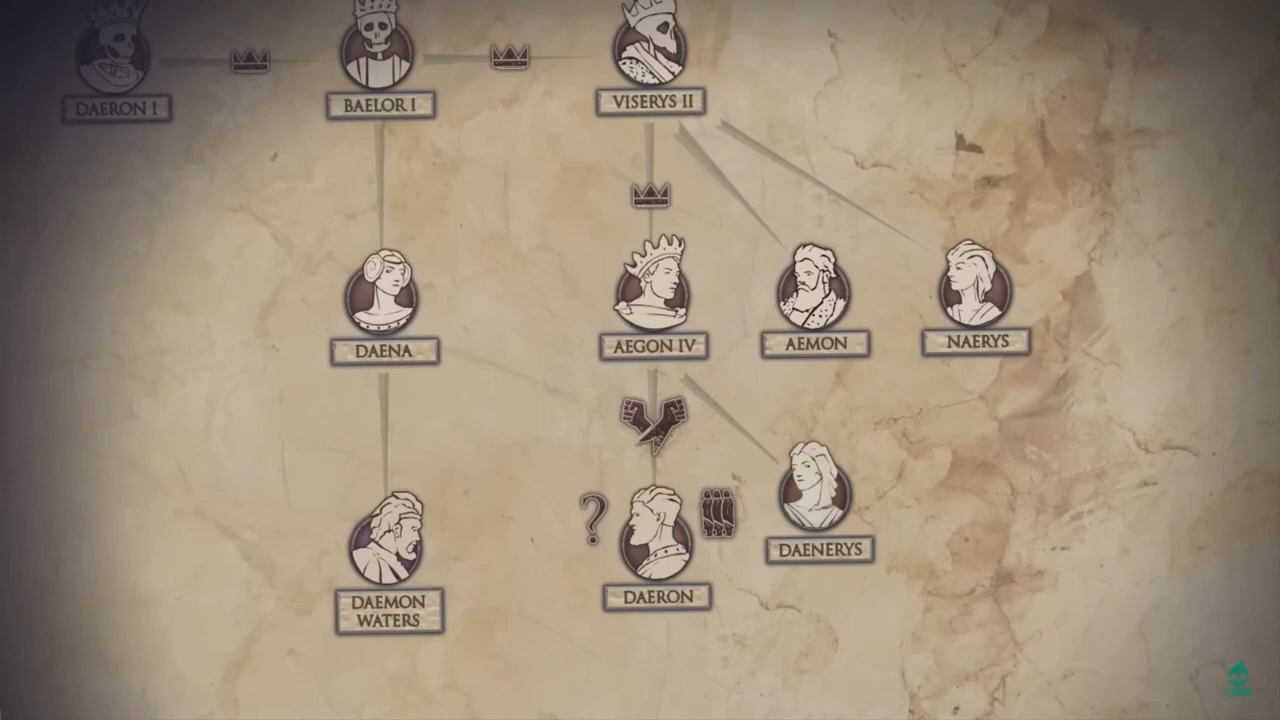 DAERON I
BAELOR I
VISERYS II
DAENA
AEGON IV
AEMON
NAERYS
?
DAENERYS
DAEMON
WATERS
DAERON